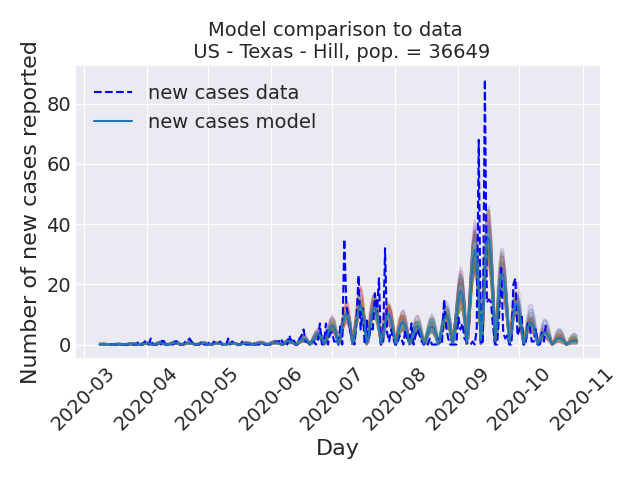 Model comparison to data
US - Texas - Hill, pop. = 36649
Number of new cases reported
new cases data
new cases model
80
60
40
20
0
2020-03
2020-04
2020-05
2020-06
2020-07
2020-08
2020-09
2020-10
2020-11
Day